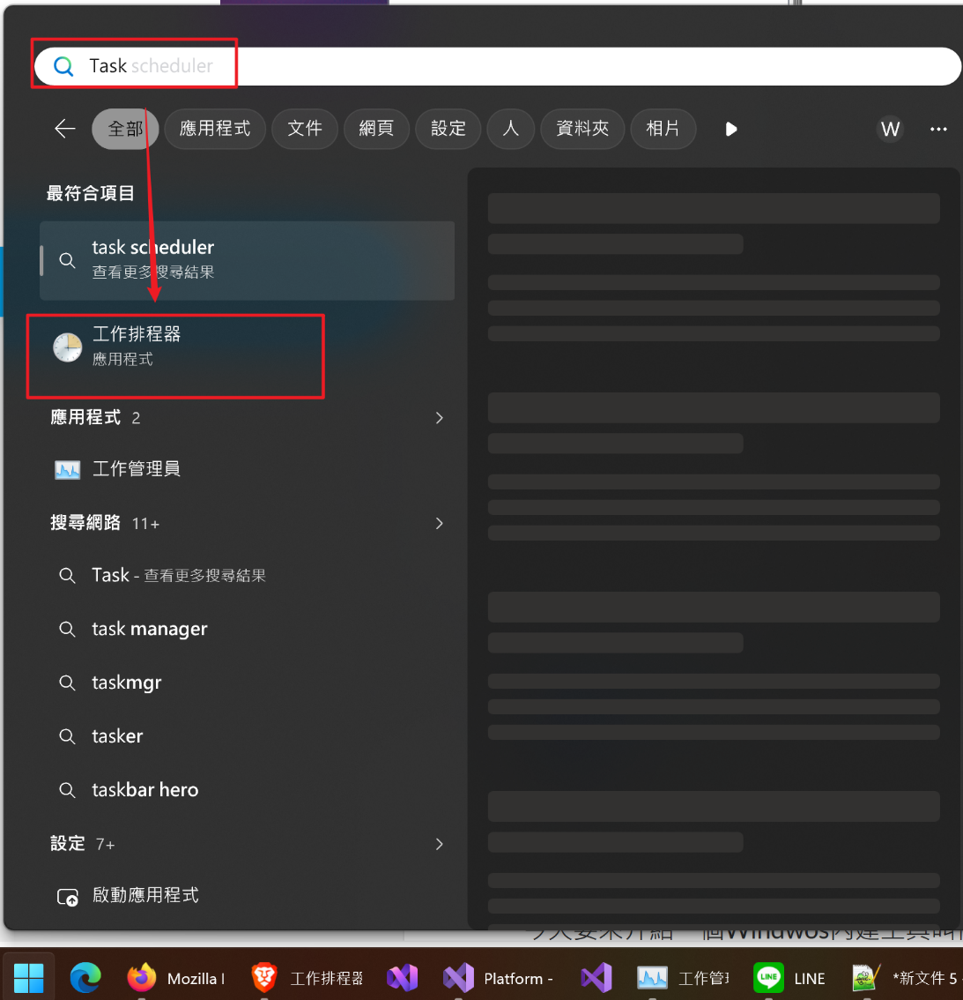 Task scheduler
全部 應用程式 文件 網頁 設定 人 資料夾 相片 W
最符合項目
task scheduler
查看更多搜尋結果
工作排程器
應用程式
應用程式 2
工作管理員
搜尋網路 11+
Task - 查看更多搜尋結果
task manager
taskmgr
tasker
taskbar hero
設定 7+
啟動應用程式
Mozilla 工作排程器 Platform - 工作管 LINE *新文件 5